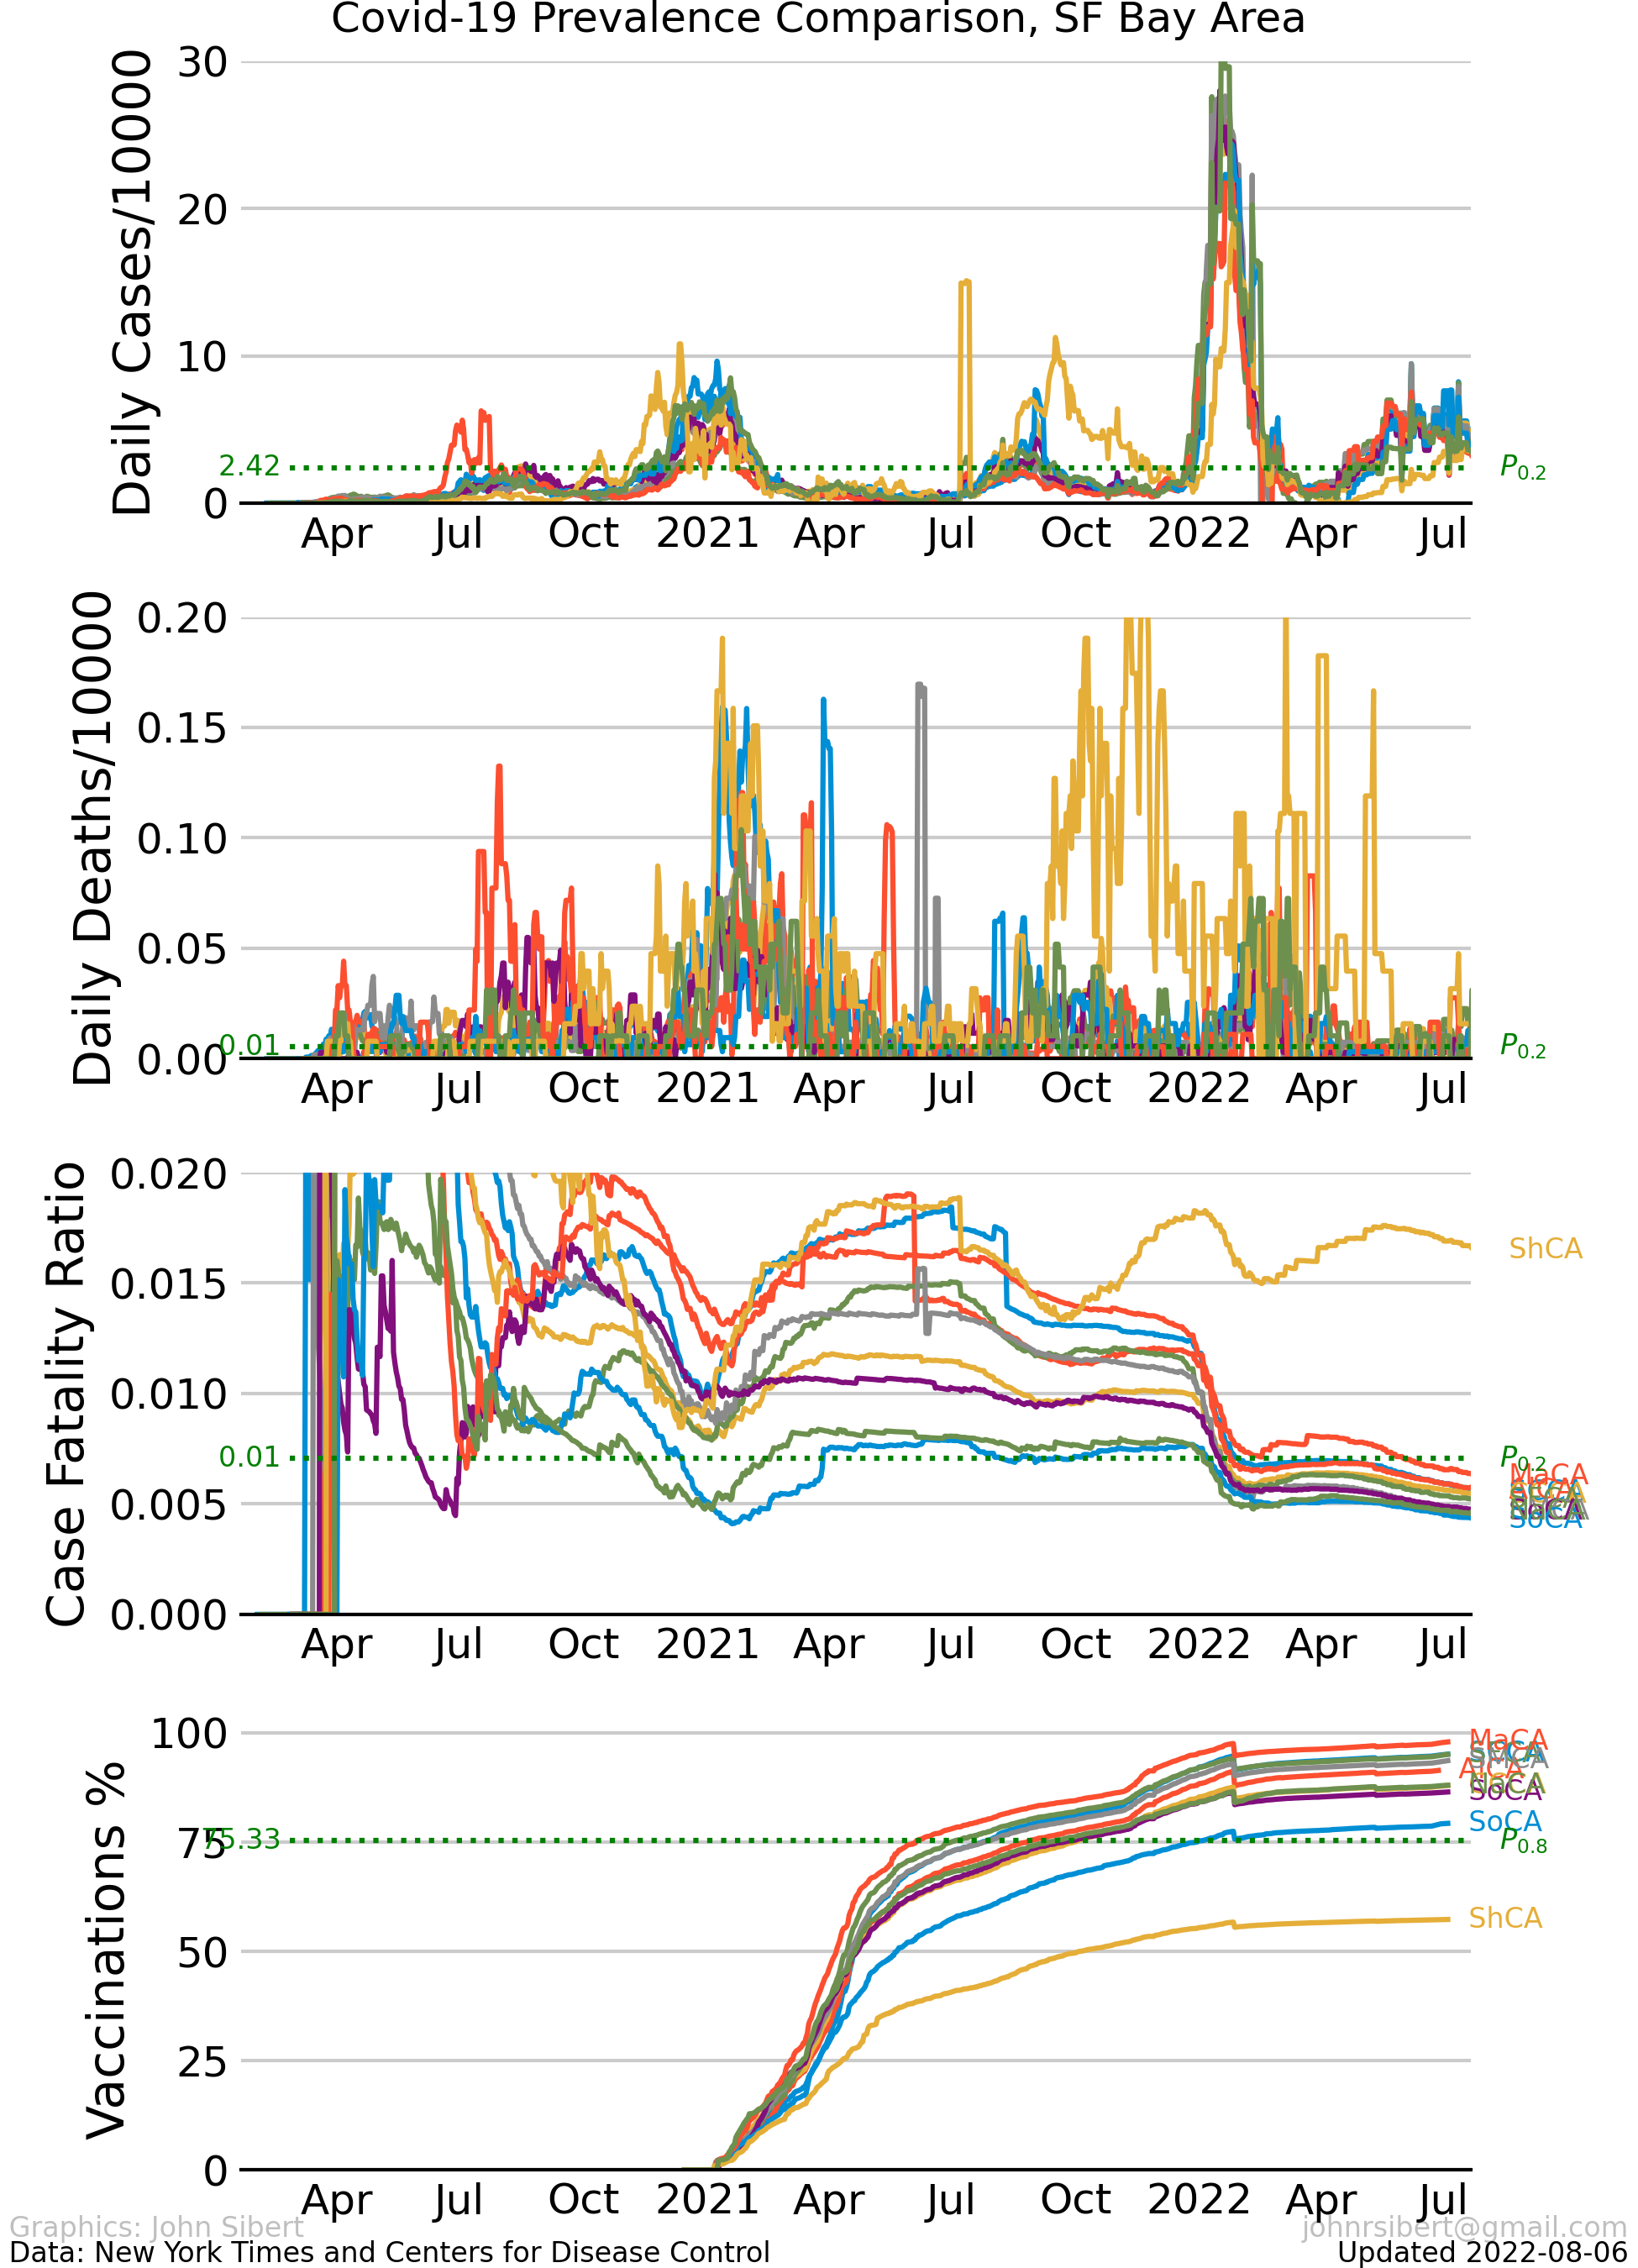 Covid-19 Prevalence Comparison, SF Bay Area
Daily Cases/10000
30
20
10
0
2.42
P0.2
Apr Jul Oct 2021 Apr Jul Oct 2022 Apr Jul
Daily Deaths/10000
0.20
0.15
0.10
0.05
0.00
0.01
P0.2
Apr Jul Oct 2021 Apr Jul Oct 2022 Apr Jul
Case Fatality Ratio
0.020
0.015
0.010
0.005
0.000
0.01
ShCA
P0.2
MaCA
SoCA
Apr Jul Oct 2021 Apr Jul Oct 2022 Apr Jul
Vaccinations %
100
75
50
25
0
75.33
MaCA
AlCA
NaCA
SoCA
SoCA
P0.8
ShCA
Apr Jul Oct 2021 Apr Jul Oct 2022 Apr Jul
Graphics: John Sibert johnrsibert@gmail.com
Data: New York Times and Centers for Disease Control Updated 2022-08-06